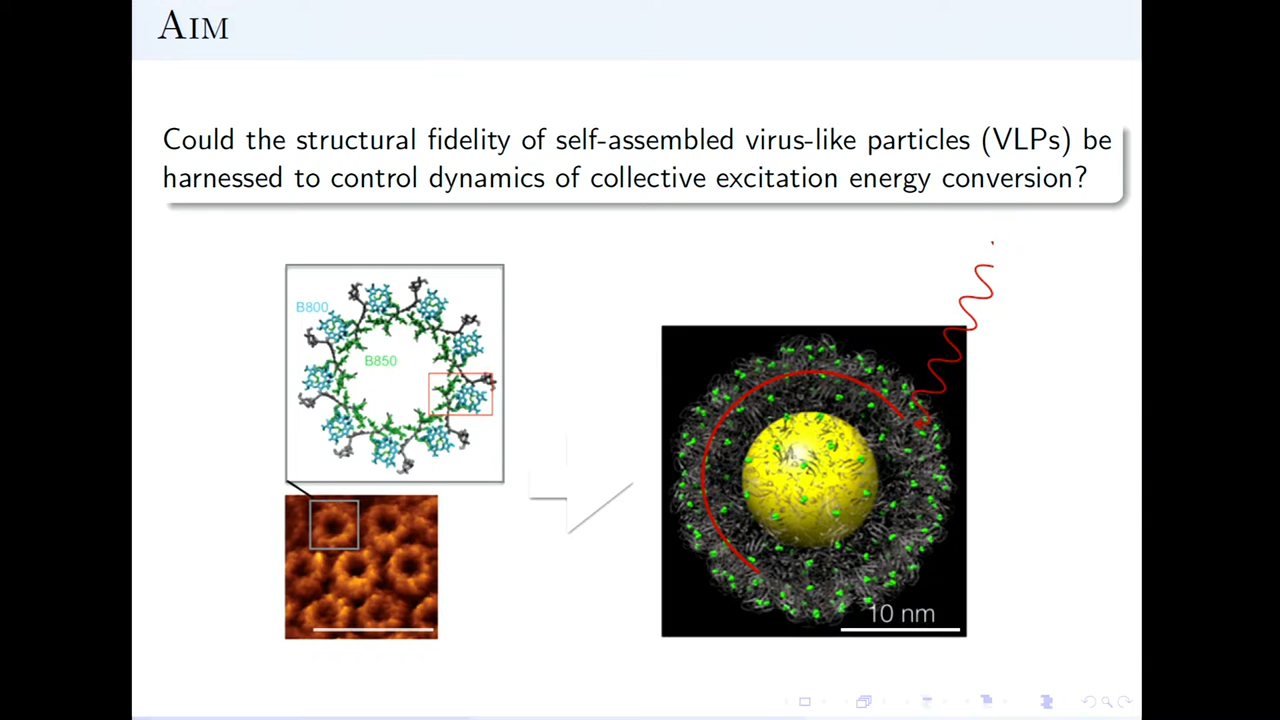 AIM
Could the structural fidelity of self-assembled virus-like particles (VLPs) be
harnessed to control dynamics of collective excitation energy conversion?
B800
B850
10 nm